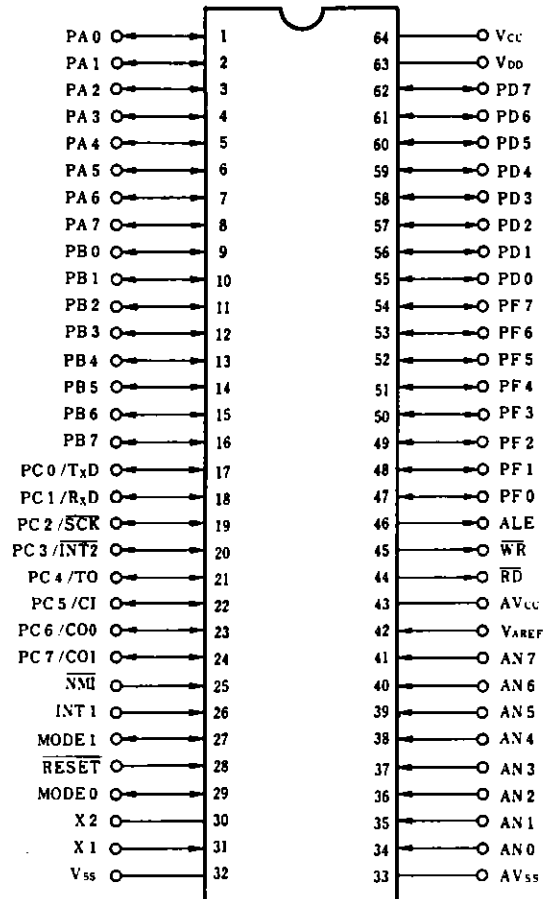 PA0 1 64 Vcc
PA1 2 63 VDD
PA2 3 62 PD7
PA3 4 61 PD6
PA4 5 60 PD5
PA5 6 59 PD4
PA6 7 58 PD3
PA7 8 57 PD2
PB0 9 56 PD1
PB1 10 55 PD0
PB2 11 54 PF7
PB3 12 53 PF6
PB4 13 52 PF5
PB5 14 51 PF4
PB6 15 50 PF3
PB7 16 49 PF2
PC0/TxD 17 48 PF1
PC1/RxD 18 47 PF0
PC2/S̅C̅K̅ 19 46 ALE
PC3/I̅N̅T̅2̅ 20 45 W̅R̅
PC4/TO 21 44 R̅D̅
PC5/CI 22 43 AVcc
PC6/CO0 23 42 VAREF
PC7/CO1 24 41 AN7
N̅M̅I̅ 25 40 AN6
INT1 26 39 AN5
MODE1 27 38 AN4
R̅E̅S̅E̅T̅ 28 37 AN3
MODE0 29 36 AN2
X2 30 35 AN1
X1 31 34 AN0
Vss 32 33 AVss